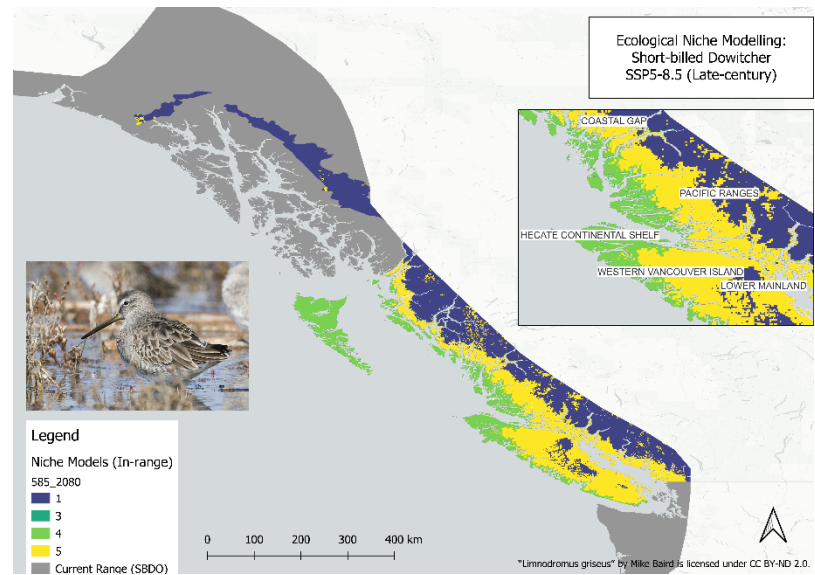 Ecological Niche Modelling:
Short-billed Dowitcher
SSP5-8.5 (Late-century)
COASTAL GAP
PACIFIC RANGES
HECATE CONTINENTAL SHELF
WESTERN VANCOUVER ISLAND
LOWER MAINLAND
Legend
Niche Models (In-range)
585_2080
1
3
4
5
Current Range (SBDO)
0 100 200 300 400 km
"Limnodromus griseus" by Mike Baird is licensed under CC BY-ND 2.0.